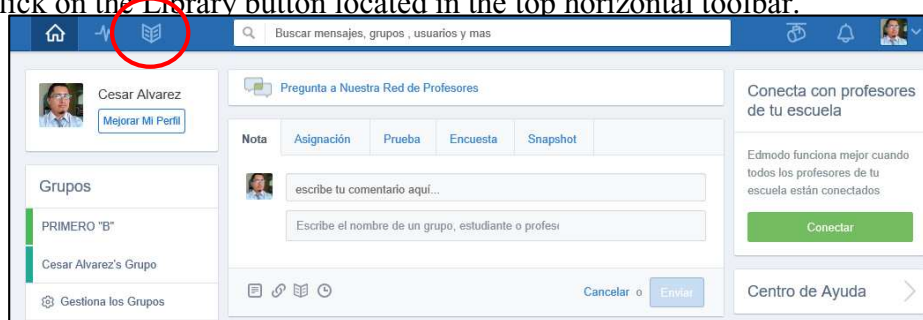 lick on the Library button located in the top horizontal toolbar.
Buscar mensajes, grupos , usuarios y mas
Cesar Alvarez
Mejorar Mi Perfil
Grupos
PRIMERO "B"
Cesar Alvarez's Grupo
Gestiona los Grupos
Pregunta a Nuestra Red de Profesores
Nota Asignación Prueba Encuesta Snapshot
escribe tu comentario aquí...
Escribe el nombre de un grupo, estudiante o profes
Cancelar o Enviar
Conecta con profesores
de tu escuela
Edmodo funciona mejor cuando
todos los profesores de tu
escuela están conectados
Conectar
Centro de Ayuda